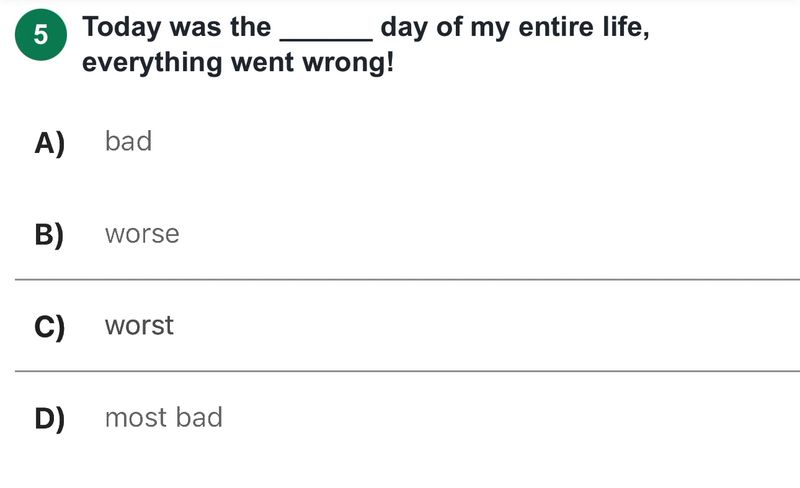 5 Today was the ______ day of my entire life,
everything went wrong!
A) bad
B) worse
C) worst
D) most bad